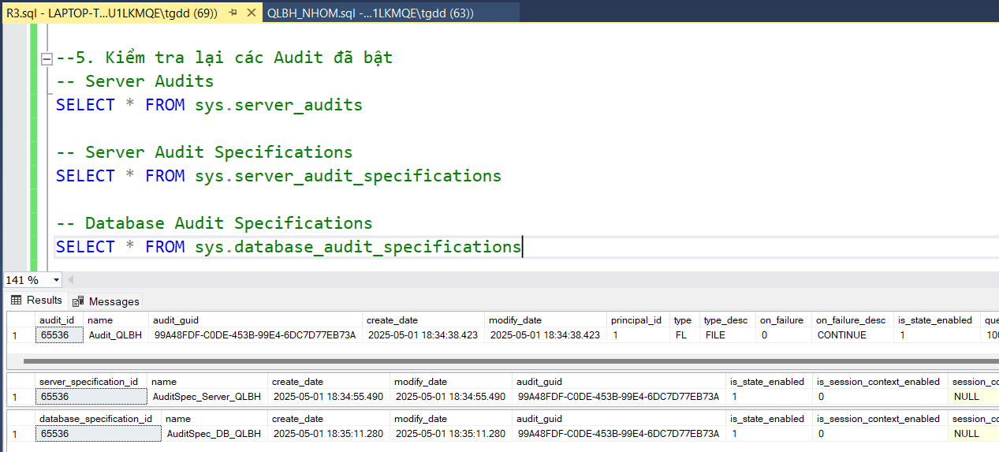 R3.sql - LAPTOP-T...U1LKMQE\tgdd (69)) QLBH_NHOM.sql -...1LKMQE\tgdd (63))
--5. Kiểm tra lại các Audit đã bật
-- Server Audits
SELECT * FROM sys.server_audits
-- Server Audit Specifications
SELECT * FROM sys.server_audit_specifications
-- Database Audit Specifications
SELECT * FROM sys.database_audit_specifications
141 %
Results Messages
audit_id name audit_guid create_date modify_date principal_id type type_desc on_failure on_failure_desc is_state_enabled que
1 65536 Audit_QLBH 99A48FDF-C0DE-453B-99E4-6DC7D77EB73A 2025-05-01 18:34:38.423 2025-05-01 18:34:38.423 1 FL FILE 0 CONTINUE 1 100
server_specification_id name create_date modify_date audit_guid is_state_enabled is_session_context_enabled session_co
1 65536 AuditSpec_Server_QLBH 2025-05-01 18:34:55.490 2025-05-01 18:34:55.490 99A48FDF-C0DE-453B-99E4-6DC7D77EB73A 1 0 NULL
database_specification_id name create_date modify_date audit_guid is_state_enabled is_session_context_enabled session_co
1 65536 AuditSpec_DB_QLBH 2025-05-01 18:35:11.280 2025-05-01 18:35:11.280 99A48FDF-C0DE-453B-99E4-6DC7D77EB73A 1 0 NULL